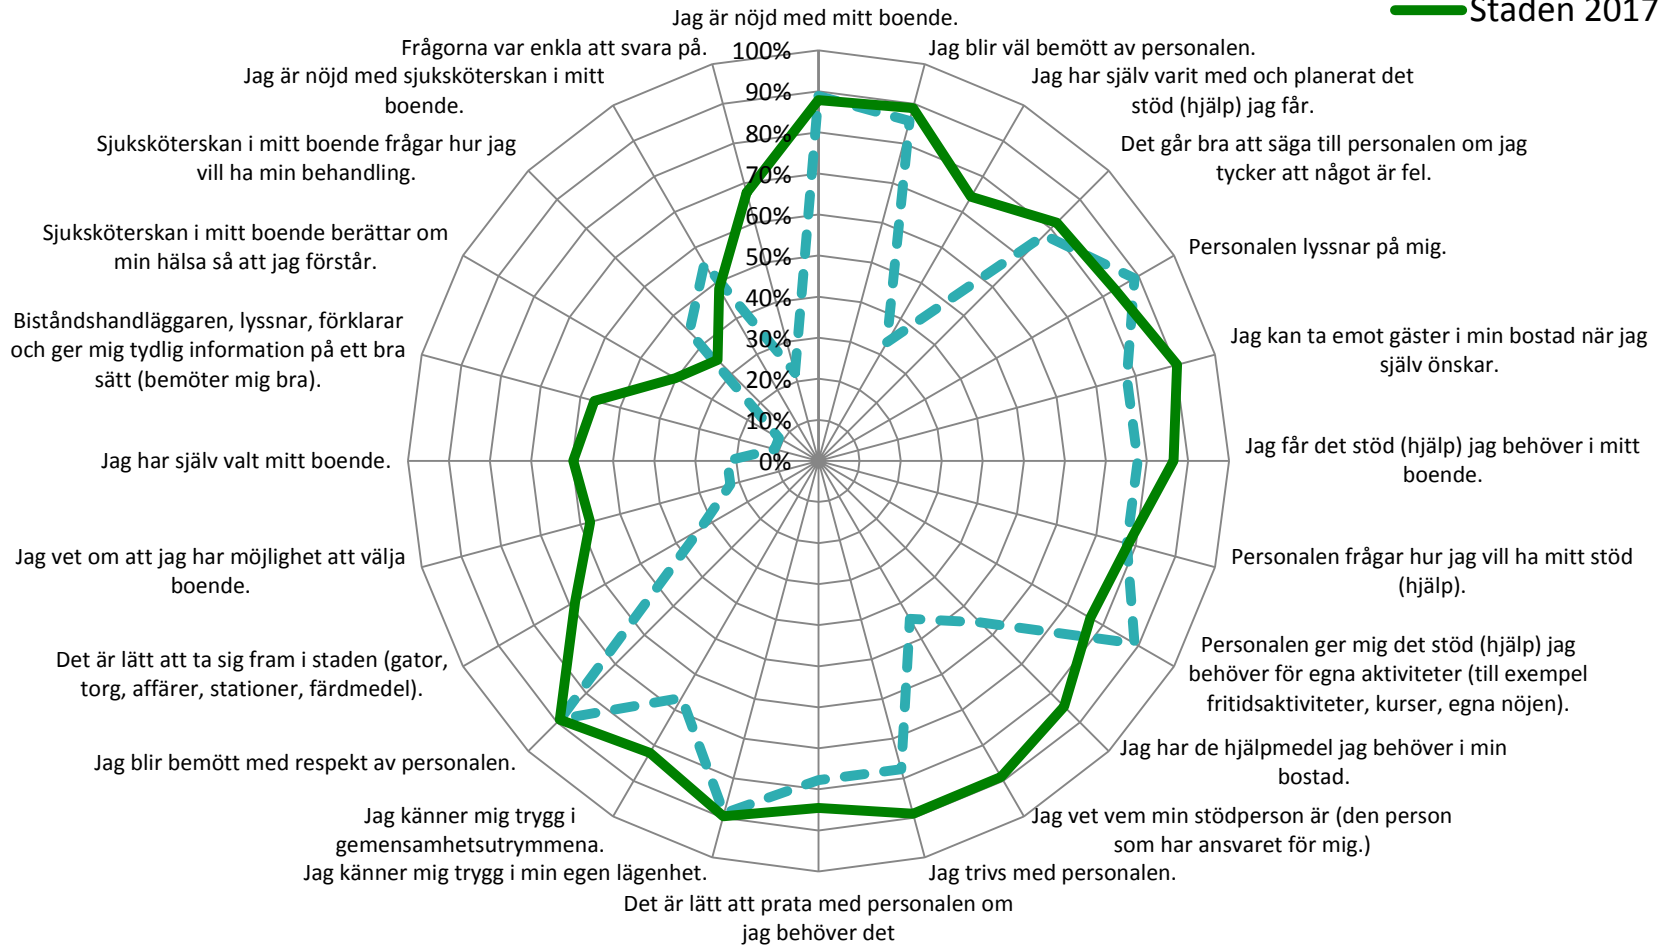 Staden 2017
Jag är nöjd med mitt boende.
Jag blir väl bemött av personalen.
Jag har själv varit med och planerat det
stöd (hjälp) jag får.
Det går bra att säga till personalen om jag
tycker att något är fel.
Personalen lyssnar på mig.
Jag kan ta emot gäster i min bostad när jag
själv önskar.
Jag får det stöd (hjälp) jag behöver i mitt
boende.
Personalen frågar hur jag vill ha mitt stöd
(hjälp).
Personalen ger mig det stöd (hjälp) jag
behöver för egna aktiviteter (till exempel
fritidsaktiviteter, kurser, egna nöjen).
Jag har de hjälpmedel jag behöver i min
bostad.
Jag vet vem min stödperson är (den person
som har ansvaret för mig.)
Jag trivs med personalen.
Det är lätt att prata med personalen om
jag behöver det
Jag känner mig trygg i min egen lägenhet.
Jag känner mig trygg i
gemensamhetsutrymmena.
Jag blir bemött med respekt av personalen.
Det är lätt att ta sig fram i staden (gator,
torg, affärer, stationer, färdmedel).
Jag vet om att jag har möjlighet att välja
boende.
Jag har själv valt mitt boende.
Biståndshandläggaren, lyssnar, förklarar
och ger mig tydlig information på ett bra
sätt (bemöter mig bra).
Sjuksköterskan i mitt boende berättar om
min hälsa så att jag förstår.
Sjuksköterskan i mitt boende frågar hur jag
vill ha min behandling.
Jag är nöjd med sjuksköterskan i mitt
boende.
Frågorna var enkla att svara på.
100%
90%
80%
70%
60%
50%
40%
30%
20%
10%
0%